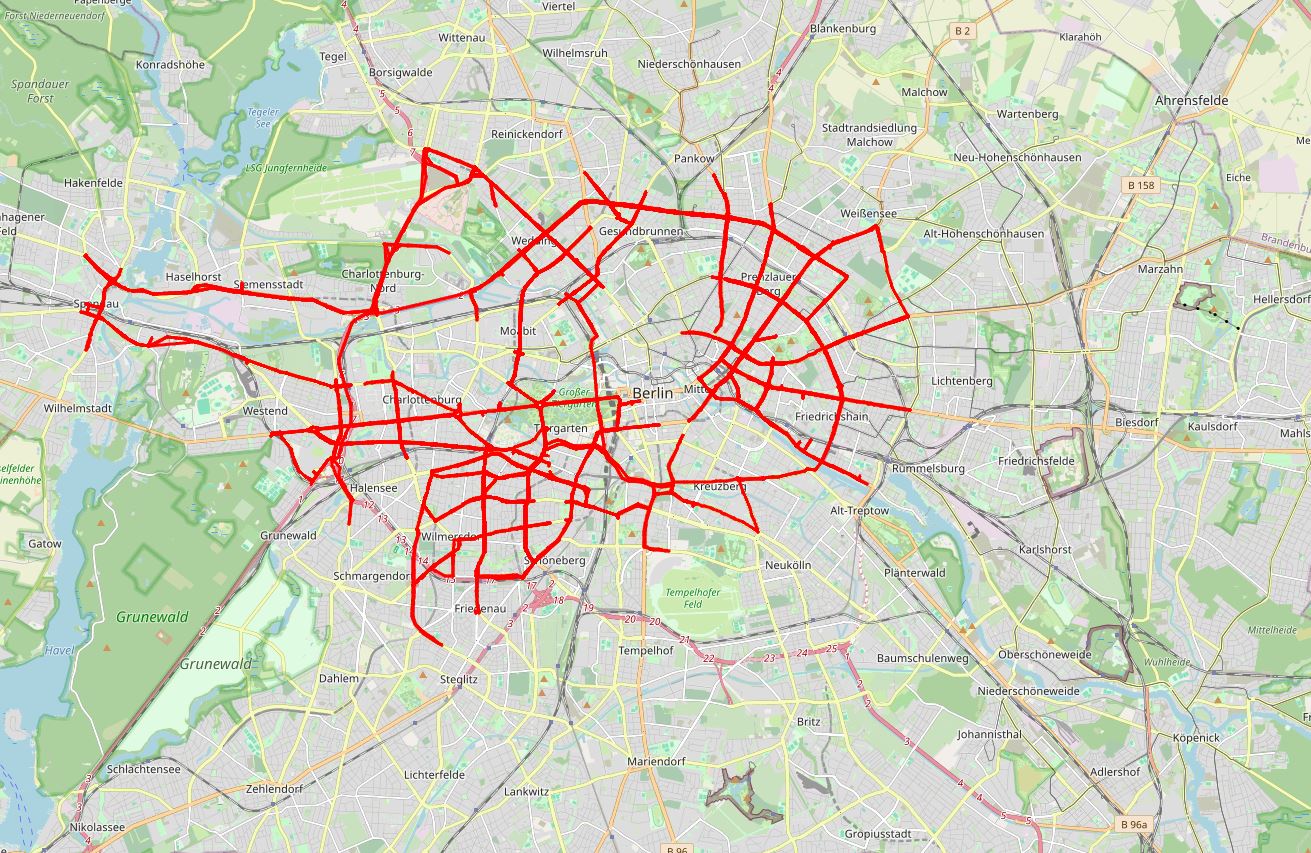 Papenberge
Forst Niederneuendorf
Viertel
Wittenau
Wilhelmsruh
Blankenburg
B 2
Klarahöh
Tegel
Konradshöhe
Borsigwalde
Niederschönhausen
Spandauer
Forst
Malchow
Ahrensfelde
Tegeler
See
Wartenberg
Reinickendorf
Stadtrandsiedlung
Malchow
Pankow
Neu-Hohenschönhausen
LSG Jungfernheide
Hakenfelde
B 158
Eiche
Weißensee
Alt-Hohenschönhausen
Wedding
Gesundbrunnen
Marzahn
Haselhorst
Siemensstadt
Charlottenburg-
Nord
Prenzlauer
Berg
Hellersdorf
Spandau
Moabit
Lichtenberg
Wilhelmstadt
Westend
Charlottenburg
Großer
Tiergarten
Berlin
Mitte
Friedrichshain
Tiergarten
Biesdorf
Kaulsdorf
Rummelsburg
Friedrichsfelde
Halensee
Kreuzberg
Alt-Treptow
Gatow
Grunewald
Wilmersdorf
Karlshorst
Schöneberg
Neukölln
Plänterwald
Schmargendorf
Tempelhofer
Feld
Friedenau
Grunewald
Havel
Wuhlheide
Mittelheide
Tempelhof
Grunewald
Baumschulenweg
Oberschöneweide
Dahlem
Steglitz
Niederschöneweide
Britz
Johannisthal
Köpenick
Schlachtensee
Mariendorf
Lichterfelde
Zehlendorf
Lankwitz
Adlershof
Nikolassee
Gropiusstadt
B 96a
B 96